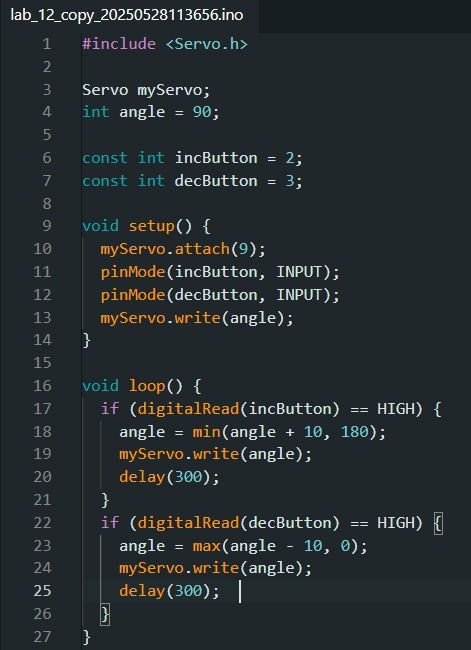 lab_12_copy_20250528113656.ino
1 #include <Servo.h>
2
3 Servo myServo;
4 int angle = 90;
5
6 const int incButton = 2;
7 const int decButton = 3;
8
9 void setup() {
10   myServo.attach(9);
11   pinMode(incButton, INPUT);
12   pinMode(decButton, INPUT);
13   myServo.write(angle);
14 }
15
16 void loop() {
17   if (digitalRead(incButton) == HIGH) {
18     angle = min(angle + 10, 180);
19     myServo.write(angle);
20     delay(300);
21   }
22   if (digitalRead(decButton) == HIGH) {
23     angle = max(angle - 10, 0);
24     myServo.write(angle);
25     delay(300);
26   }
27 }